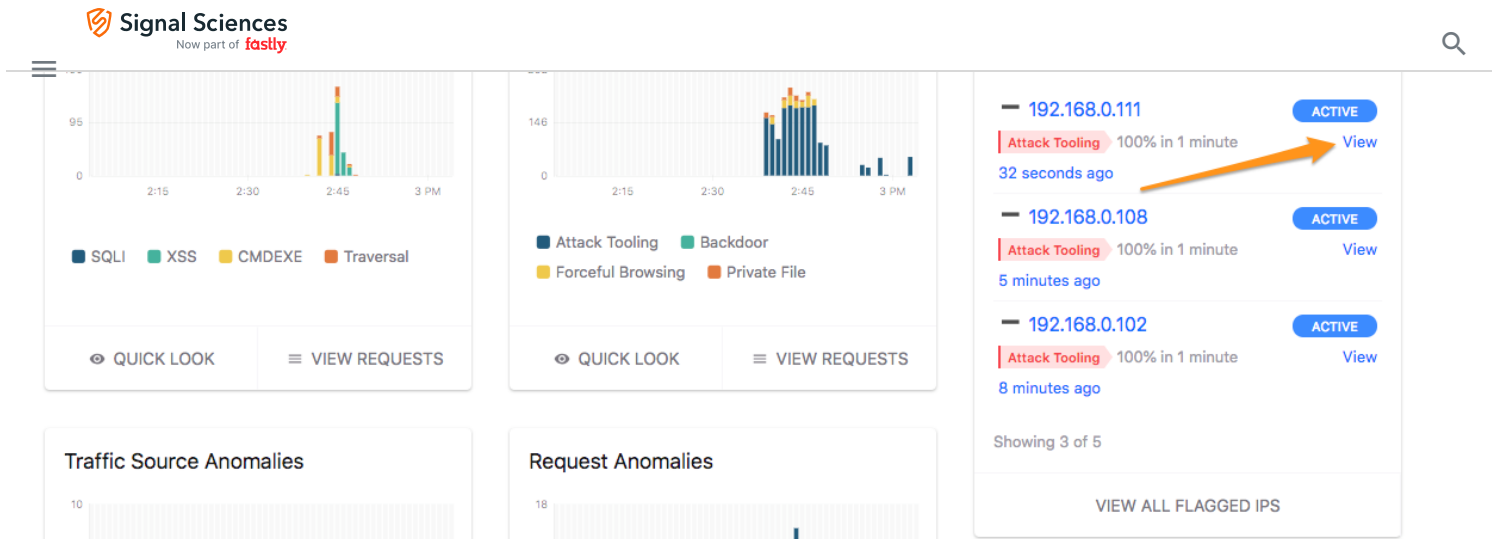 Signal Sciences
Now part of fastly
95
0
2:15 2:30 2:45 3 PM
SQLI XSS CMDEXE Traversal
QUICK LOOK VIEW REQUESTS
146
0
2:15 2:30 2:45 3 PM
Attack Tooling Backdoor
Forceful Browsing Private File
QUICK LOOK VIEW REQUESTS
192.168.0.111 ACTIVE
Attack Tooling 100% in 1 minute View
32 seconds ago
192.168.0.108 ACTIVE
Attack Tooling 100% in 1 minute View
5 minutes ago
192.168.0.102 ACTIVE
Attack Tooling 100% in 1 minute View
8 minutes ago
Showing 3 of 5
VIEW ALL FLAGGED IPS
Traffic Source Anomalies
10
Request Anomalies
18